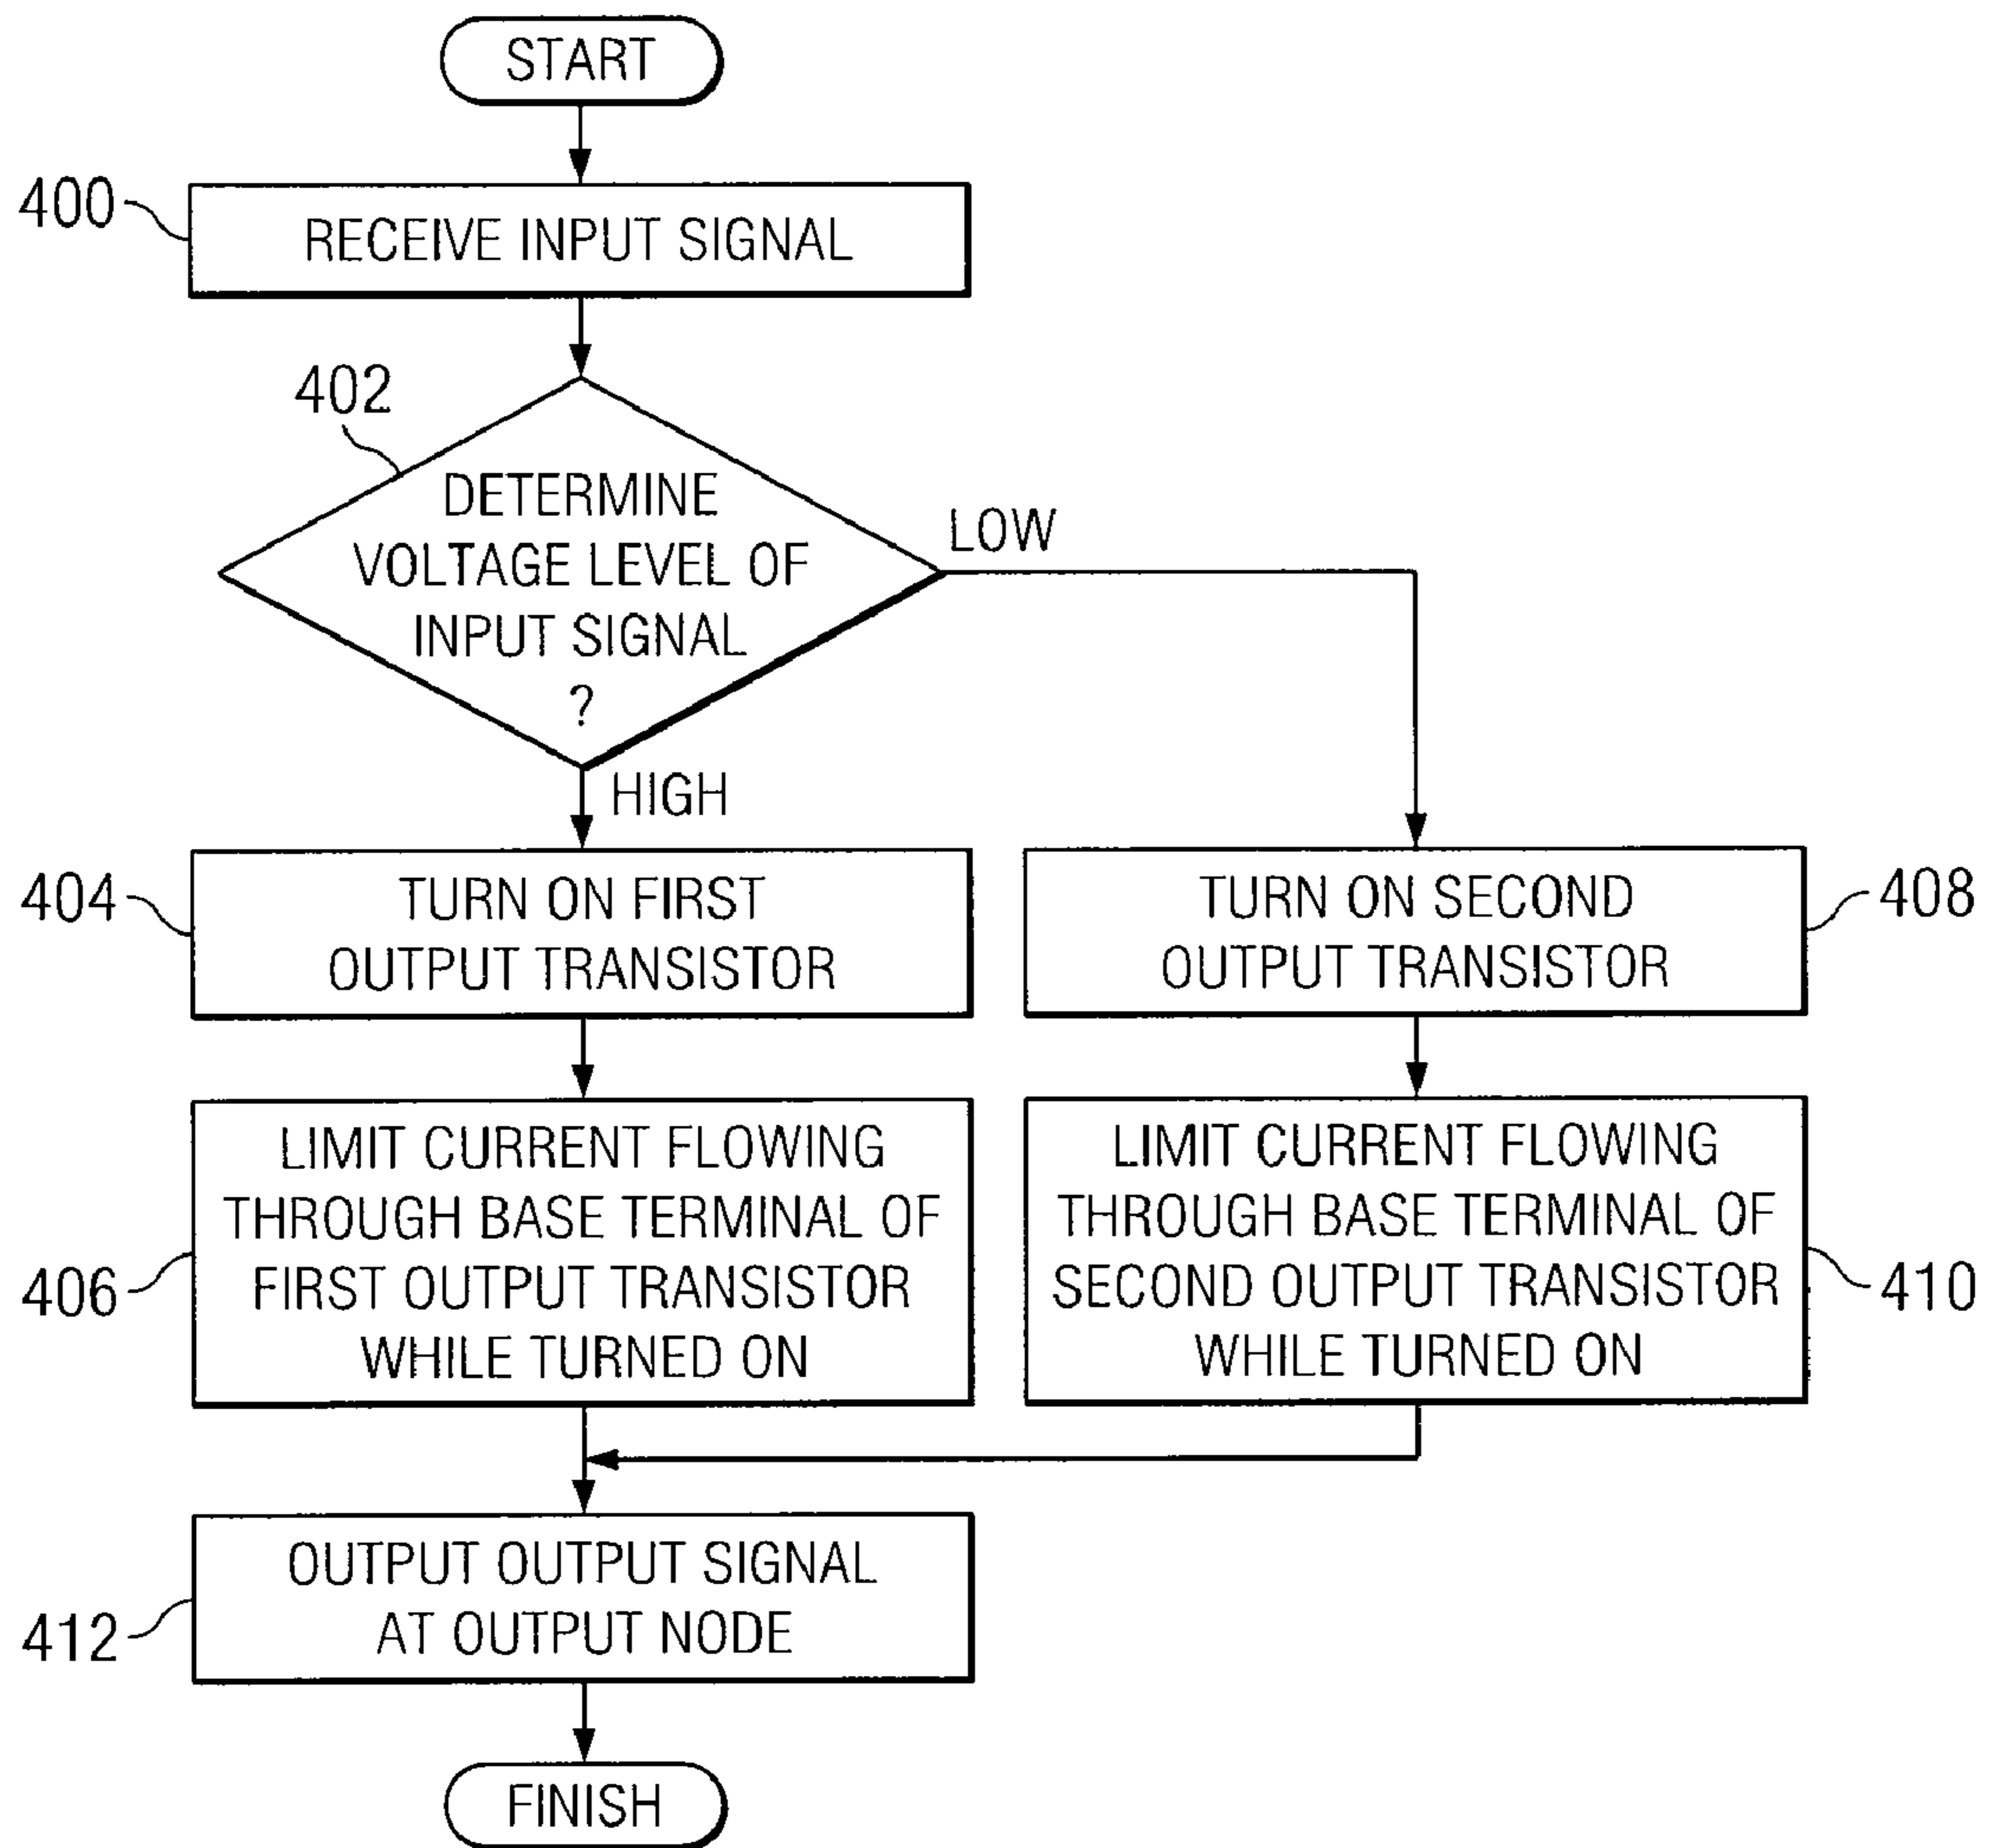 START
400
RECEIVE INPUT SIGNAL
402
DETERMINE
VOLTAGE LEVEL OF
INPUT SIGNAL
?
LOW
HIGH
404
TURN ON FIRST
OUTPUT TRANSISTOR
TURN ON SECOND
OUTPUT TRANSISTOR
408
406
LIMIT CURRENT FLOWING
THROUGH BASE TERMINAL OF
FIRST OUTPUT TRANSISTOR
WHILE TURNED ON
LIMIT CURRENT FLOWING
THROUGH BASE TERMINAL OF
SECOND OUTPUT TRANSISTOR
WHILE TURNED ON
410
412
OUTPUT OUTPUT SIGNAL
AT OUTPUT NODE
FINISH